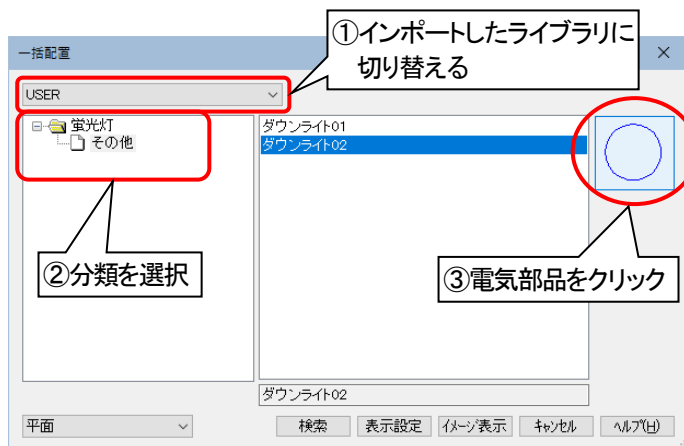 ①インポートしたライブラリに
切り替える
一括配置
USER
蛍光灯
その他
ダウンライト01
ダウンライト02
②分類を選択
③電気部品をクリック
ダウンライト02
平面
検索
表示設定
イメージ表示
キャンセル
ヘルプ(H)